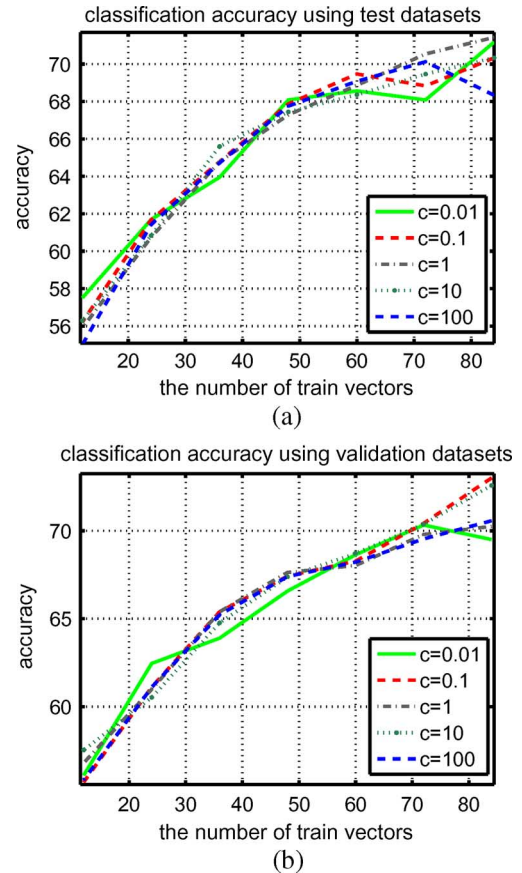 classification accuracy using test datasets
70
68
66
64
62
60
58
56
accuracy
c=0.01
c=0.1
c=1
c=10
c=100
20 30 40 50 60 70 80
the number of train vectors
(a)
classification accuracy using validation datasets
70
65
60
accuracy
c=0.01
c=0.1
c=1
c=10
c=100
20 30 40 50 60 70 80
the number of train vectors
(b)